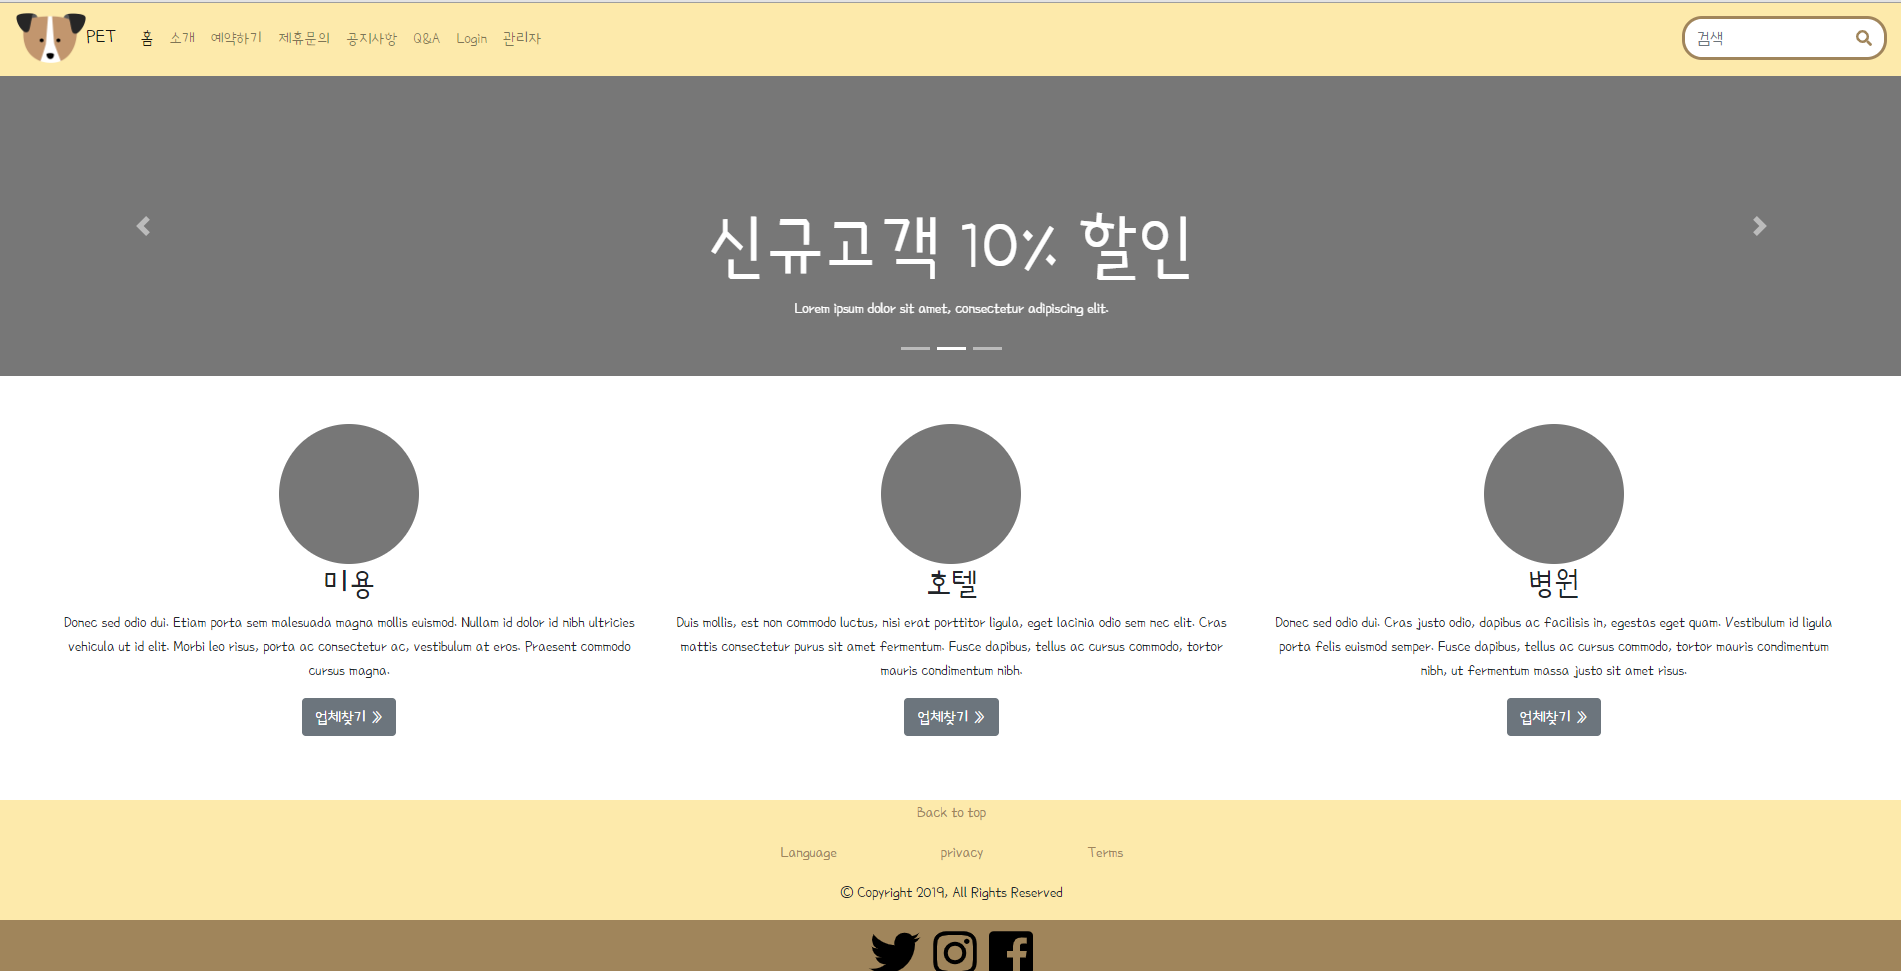 PET 홈 소개 예약하기 제휴문의 공지사항 Q&A Login 관리자 검색
신규고객 10% 할인
Lorem ipsum dolor sit amet, consectetur adipiscing elit.
미용
Donec sed odio dui. Etiam porta sem malesuada magna mollis euismod. Nullam id dolor id nibh ultricies
vehicula ut id elit. Morbi leo risus, porta ac consectetur ac, vestibulum at eros. Praesent commodo
cursus magna.
업체찾기 »
호텔
Duis mollis, est non commodo luctus, nisi erat porttitor ligula, eget lacinia odio sem nec elit. Cras
mattis consectetur purus sit amet fermentum. Fusce dapibus, tellus ac cursus commodo, tortor
mauris condimentum nibh.
업체찾기 »
병원
Donec sed odio dui. Cras justo odio, dapibus ac facilisis in, egestas eget quam. Vestibulum id ligula
porta felis euismod semper. Fusce dapibus, tellus ac cursus commodo, tortor mauris condimentum
nibh, ut fermentum massa justo sit amet risus.
업체찾기 »
Back to top
Language privacy Terms
© Copyright 2019, All Rights Reserved